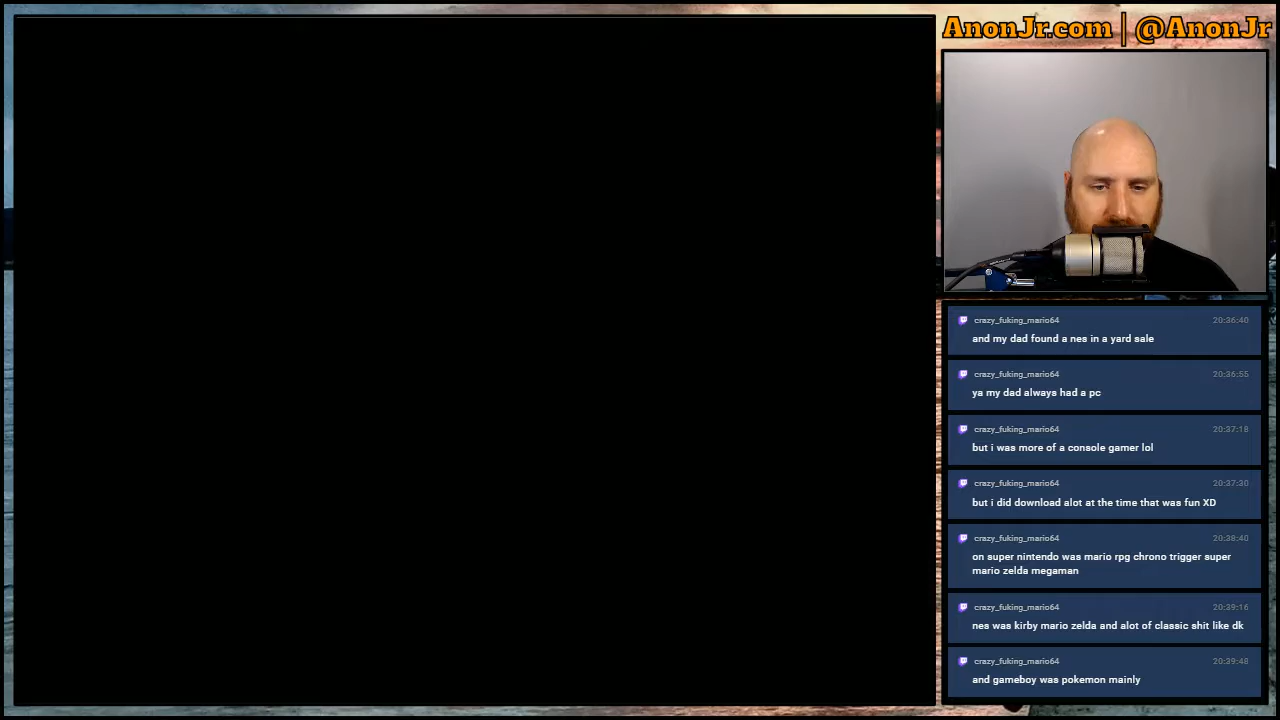 AnonJr.com | @AnonJr
crazy_fuking_mario64 20:36:40
and my dad found a nes in a yard sale
crazy_fuking_mario64 20:36:55
ya my dad always had a pc
crazy_fuking_mario64 20:37:18
but i was more of a console gamer lol
crazy_fuking_mario64 20:37:30
but i did download alot at the time that was fun XD
crazy_fuking_mario64 20:38:40
on super nintendo was mario rpg chrono trigger super
mario zelda megaman
crazy_fuking_mario64 20:39:16
nes was kirby mario zelda and alot of classic shit like dk
crazy_fuking_mario64 20:39:48
and gameboy was pokemon mainly